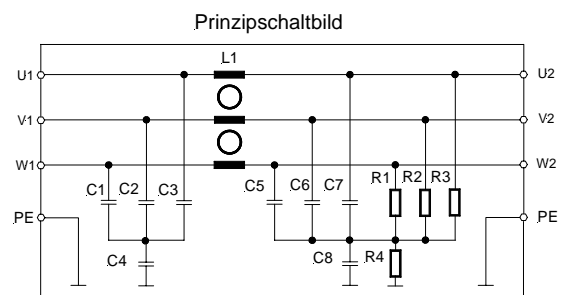 Prinzipschaltbild
L1
U1 U2
V1 V2
W1 W2
C1 C2 C3 C5 C6 C7 R1 R2 R3
PE PE
C4 C8 R4